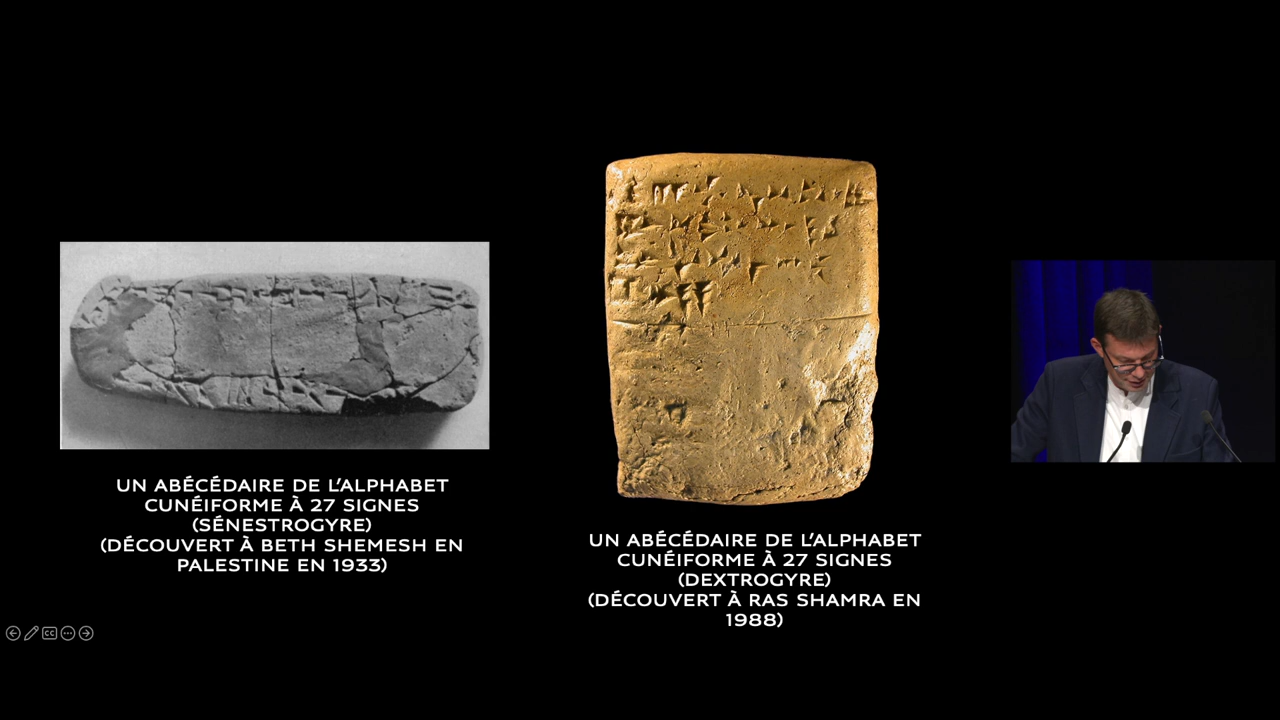 UN ABÉCÉDAIRE DE L'ALPHABET
CUNÉIFORME À 27 SIGNES
(SÉNESTROGYRE)
(DÉCOUVERT À BETH SHEMESH EN
PALESTINE EN 1933)
UN ABÉCÉDAIRE DE L'ALPHABET
CUNÉIFORME À 27 SIGNES
(DEXTROGYRE)
(DÉCOUVERT À RAS SHAMRA EN
1988)
CC